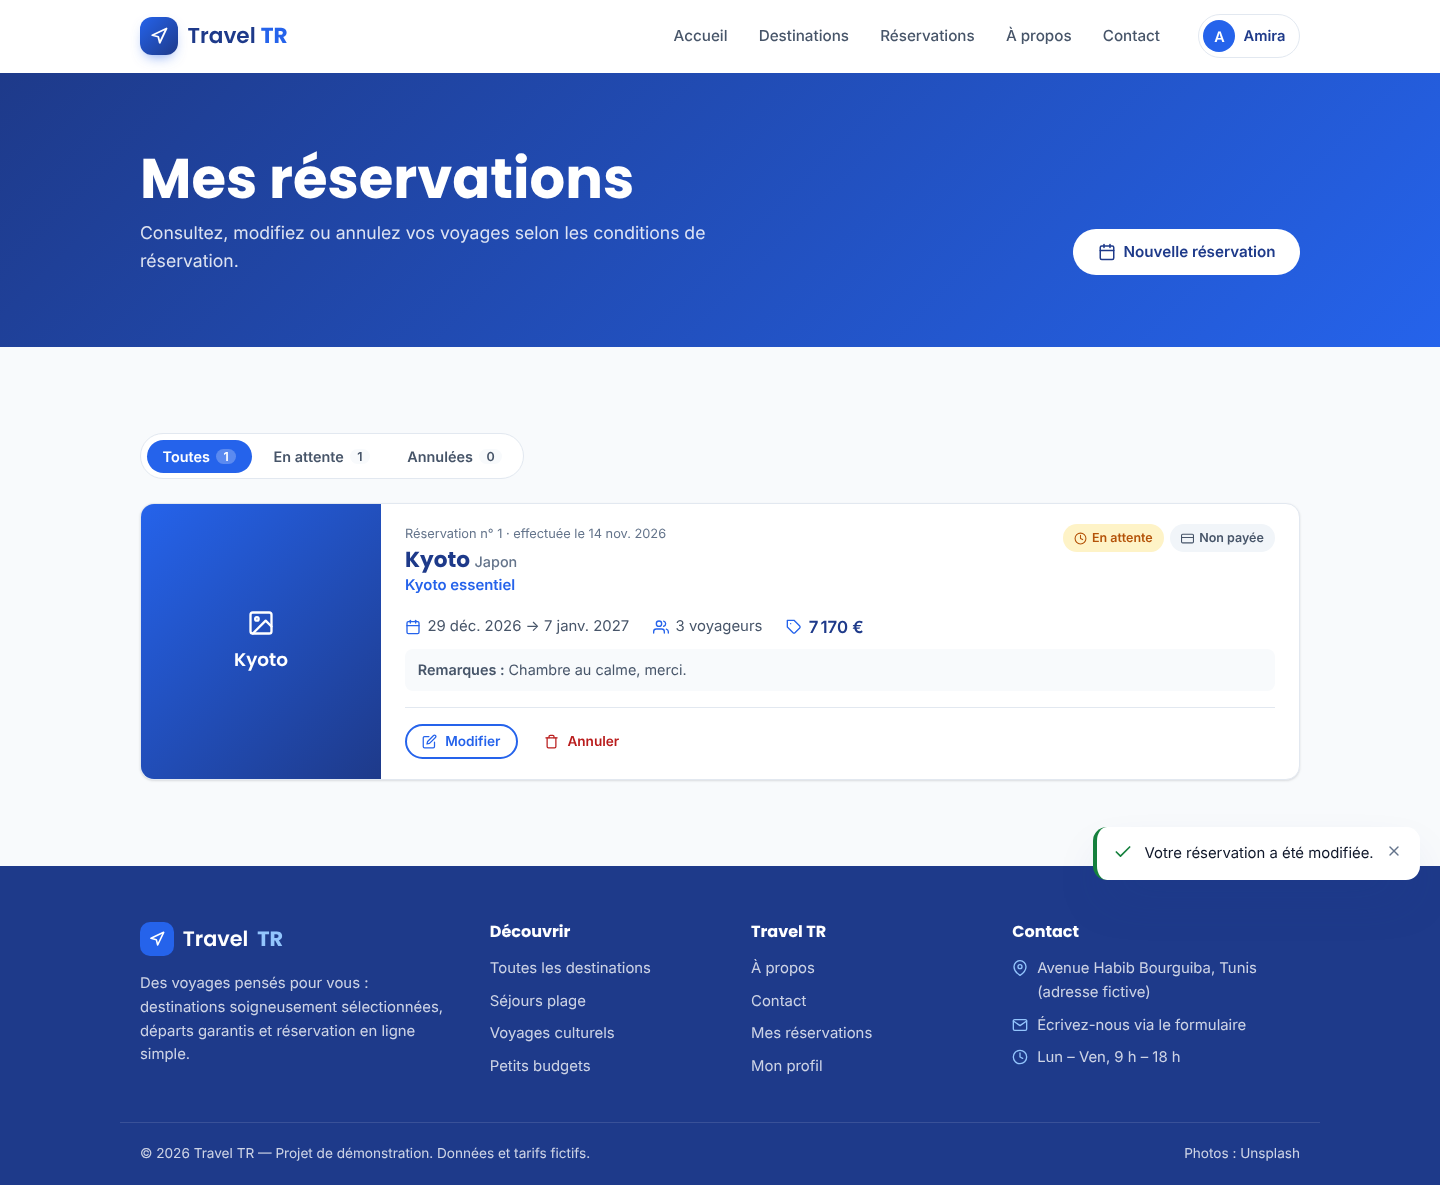 Travel TR
Accueil
Destinations
Réservations
À propos
Contact
A
Amira
Mes réservations
Consultez, modifiez ou annulez vos voyages selon les conditions de
réservation.
Nouvelle réservation
Toutes 1
En attente 1
Annulées 0
Kyoto
Réservation n° 1 · effectuée le 14 nov. 2026
En attente
Non payée
Kyoto Japon
Kyoto essentiel
29 déc. 2026 → 7 janv. 2027
3 voyageurs
7 170 €
Remarques : Chambre au calme, merci.
Modifier
Annuler
Votre réservation a été modifiée.
Travel TR
Des voyages pensés pour vous :
destinations soigneusement sélectionnées,
départs garantis et réservation en ligne
simple.
Découvrir
Toutes les destinations
Séjours plage
Voyages culturels
Petits budgets
Travel TR
À propos
Contact
Mes réservations
Mon profil
Contact
Avenue Habib Bourguiba, Tunis
(adresse fictive)
Écrivez-nous via le formulaire
Lun – Ven, 9 h – 18 h
© 2026 Travel TR — Projet de démonstration. Données et tarifs fictifs.
Photos : Unsplash